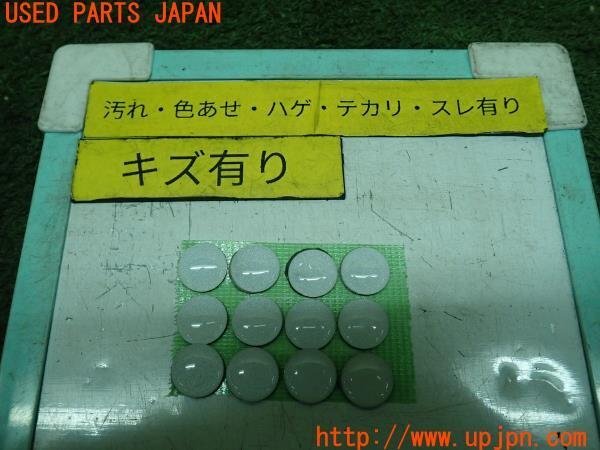 USED PARTS JAPAN
汚れ・色あせ・ハゲ・テカリ・スレ有り
キズ有り
http://www.upjpn.com